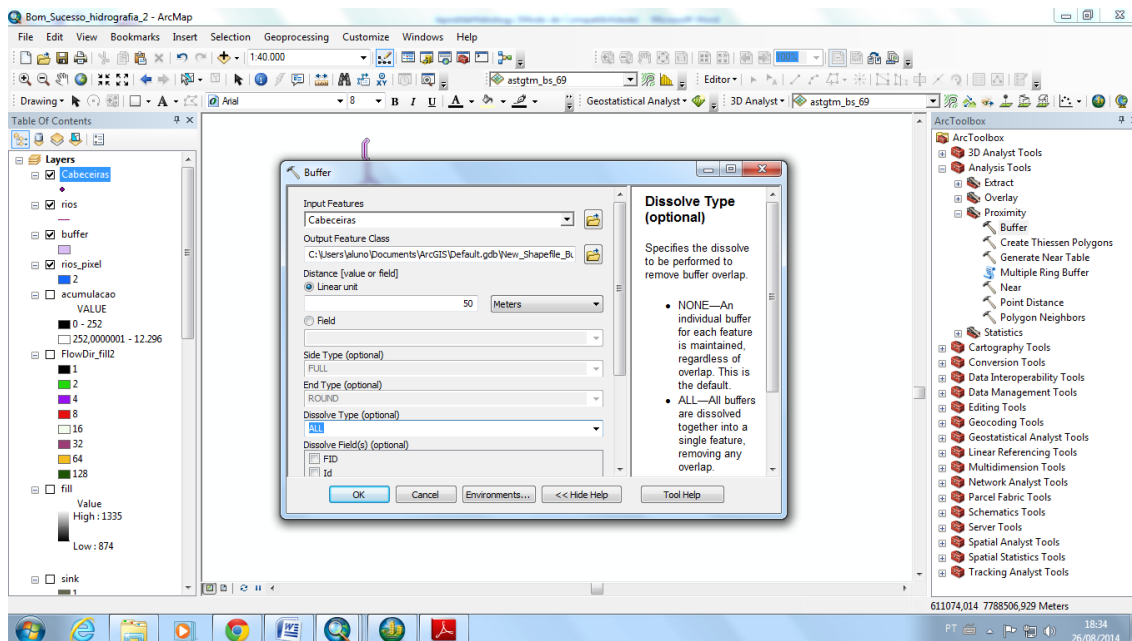 Bom_Sucesso_hidrografia_2 - ArcMap
File Edit View Bookmarks Insert Selection Geoprocessing Customize Windows Help
1:40.000
100%
astgtm_bs_69
Editor
Drawing
A
Arial
8
B I U A
Geostatistical Analyst
3D Analyst
astgtm_bs_69
Table Of Contents
Layers
Cabeceiras
rios
buffer
rios_pixel
2
acumulacao
VALUE
0 - 252
252,0000001 - 12.296
FlowDir_fill2
1
2
4
8
16
32
64
128
fill
Value
High : 1335
Low : 874
sink
1
Buffer
Input Features
Cabeceiras
Output Feature Class
C:\Users\aluno\Documents\ArcGIS\Default.gdb\New_Shapefile_Bu
Distance [value or field]
Linear unit
50 Meters
Field
Side Type (optional)
FULL
End Type (optional)
ROUND
Dissolve Type (optional)
ALL
Dissolve Field(s) (optional)
FID
Id
OK
Cancel
Environments...
<< Hide Help
Tool Help
Dissolve Type
(optional)
Specifies the dissolve
to be performed to
remove buffer overlap.
• NONE—An
individual buffer
for each feature
is maintained,
regardless of
overlap. This is
the default.
• ALL—All buffers
are dissolved
together into a
single feature,
removing any
overlap.
ArcToolbox
ArcToolbox
3D Analyst Tools
Analysis Tools
Extract
Overlay
Proximity
Buffer
Create Thiessen Polygons
Generate Near Table
Multiple Ring Buffer
Near
Point Distance
Polygon Neighbors
Statistics
Cartography Tools
Conversion Tools
Data Interoperability Tools
Data Management Tools
Editing Tools
Geocoding Tools
Geostatistical Analyst Tools
Linear Referencing Tools
Multidimension Tools
Network Analyst Tools
Parcel Fabric Tools
Schematics Tools
Server Tools
Spatial Analyst Tools
Spatial Statistics Tools
Tracking Analyst Tools
611074,014 7788506,929 Meters
PT
18:34
26/08/2014